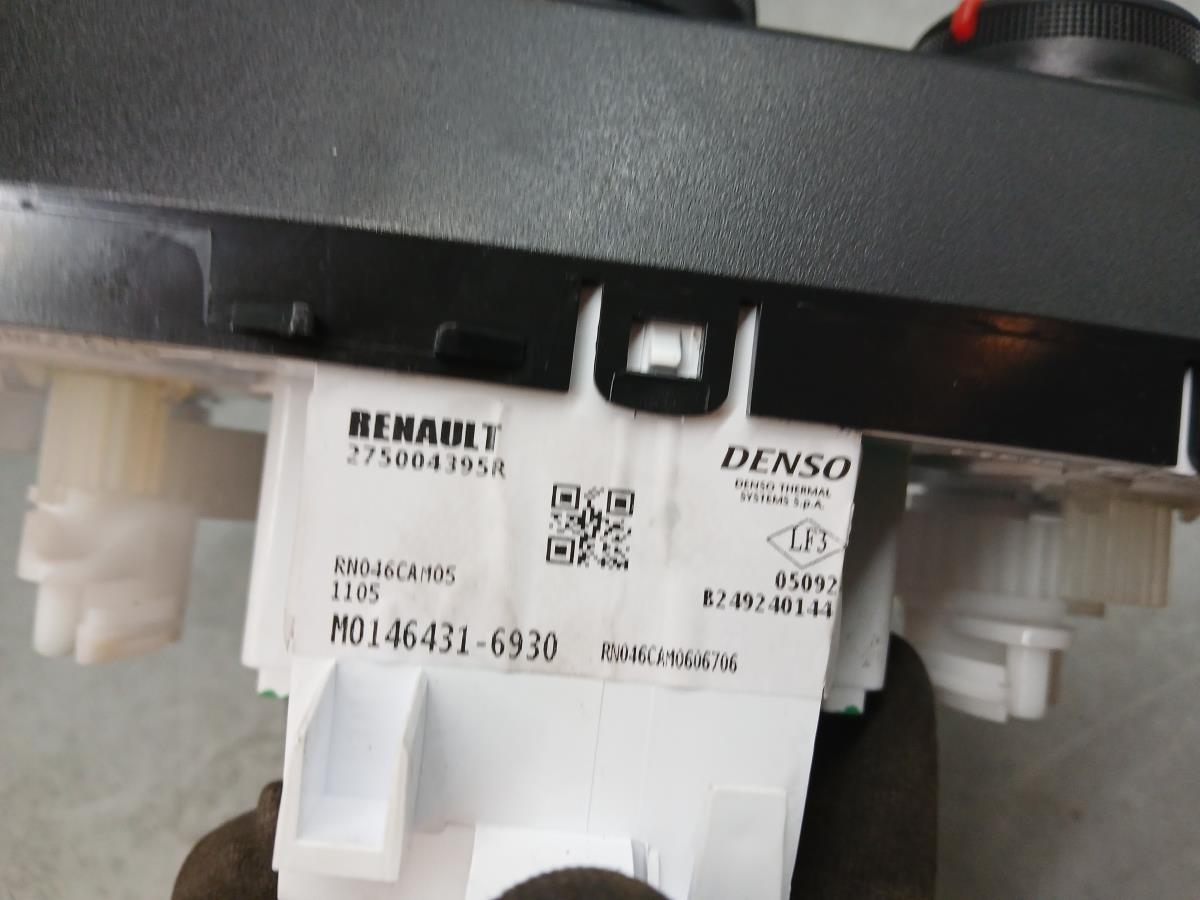 RENAULT
275004395R
DENSO
DENSO THERMAL
SYSTEMS S.p.A.
LF3
RN046CAM05
1105
05092
B249240144
M0146431-6930
RN046CAM0606706